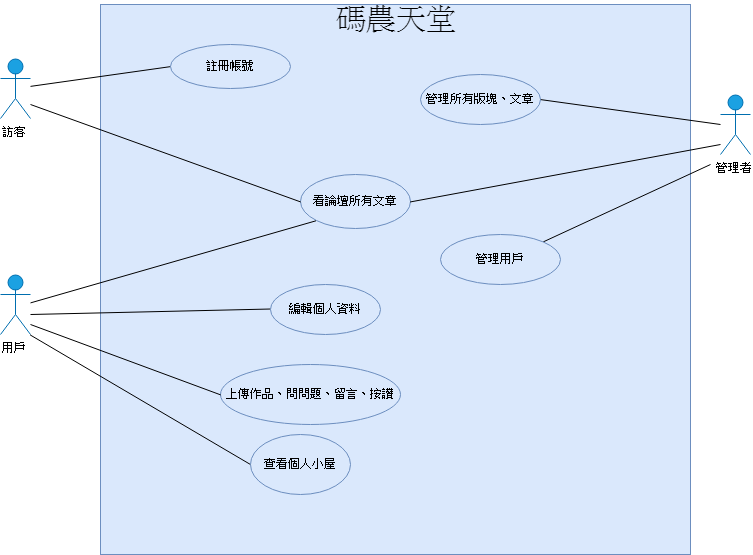 碼農天堂
註冊帳號
訪客
管理所有版塊、文章
管理者
看論壇所有文章
管理用戶
用戶
編輯個人資料
上傳作品、問問題、留言、按讚
查看個人小屋